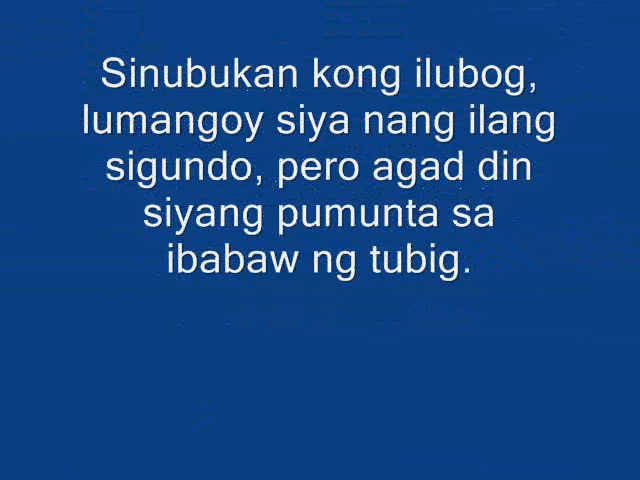 Sinubukan kong ilubog,
lumangoy siya nang ilang
sigundo, pero agad din
siyang pumunta sa
ibabaw ng tubig.